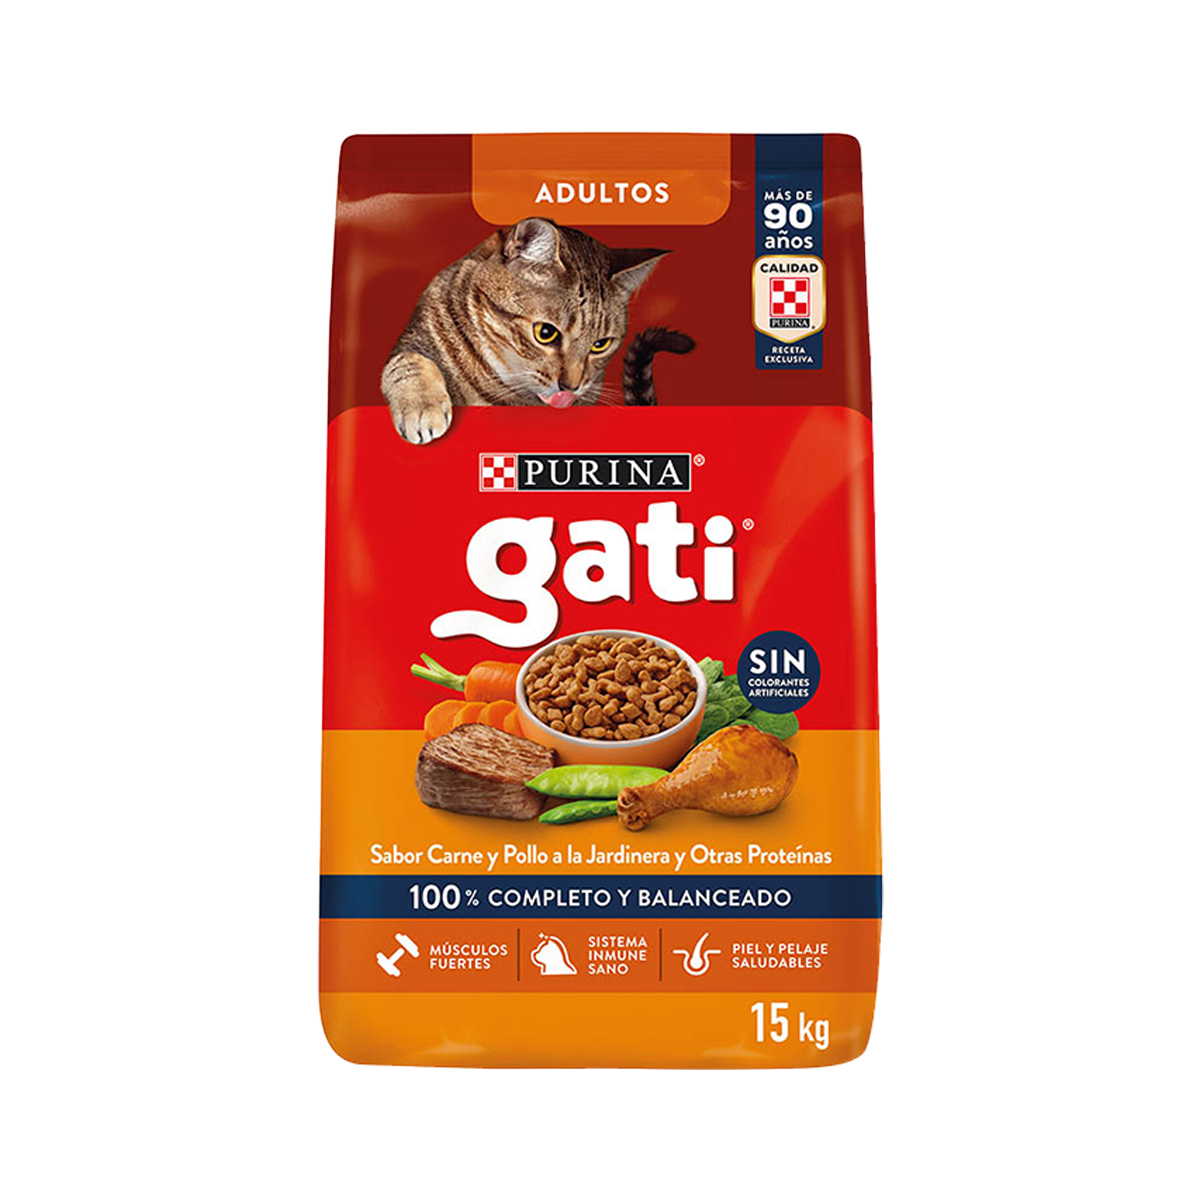 ADULTOS
MÁS DE
90
años
CALIDAD
PURINA
RECETA
EXCLUSIVA
PURINA®
gati®
SIN
COLORANTES
ARTIFICIALES
Sabor Carne y Pollo a la Jardinera y Otras Proteínas
100% COMPLETO Y BALANCEADO
MÚSCULOS
FUERTES
SISTEMA
INMUNE
SANO
PIEL Y PELAJE
SALUDABLES
15 kg